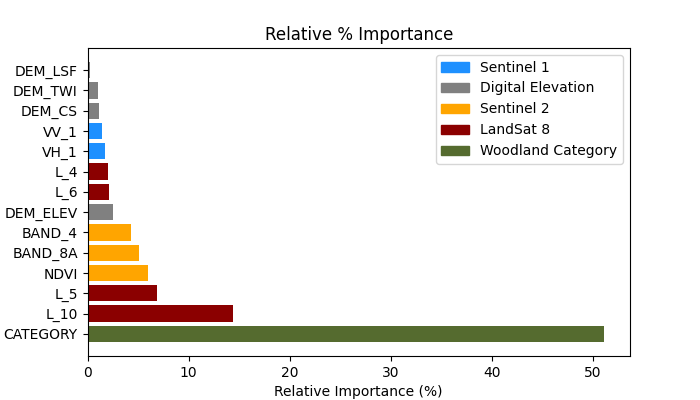 Relative % Importance
DEM_LSF
DEM_TWI
DEM_CS
VV_1
VH_1
L_4
L_6
DEM_ELEV
BAND_4
BAND_8A
NDVI
L_5
L_10
CATEGORY
Sentinel 1
Digital Elevation
Sentinel 2
LandSat 8
Woodland Category
0 10 20 30 40 50
Relative Importance (%)